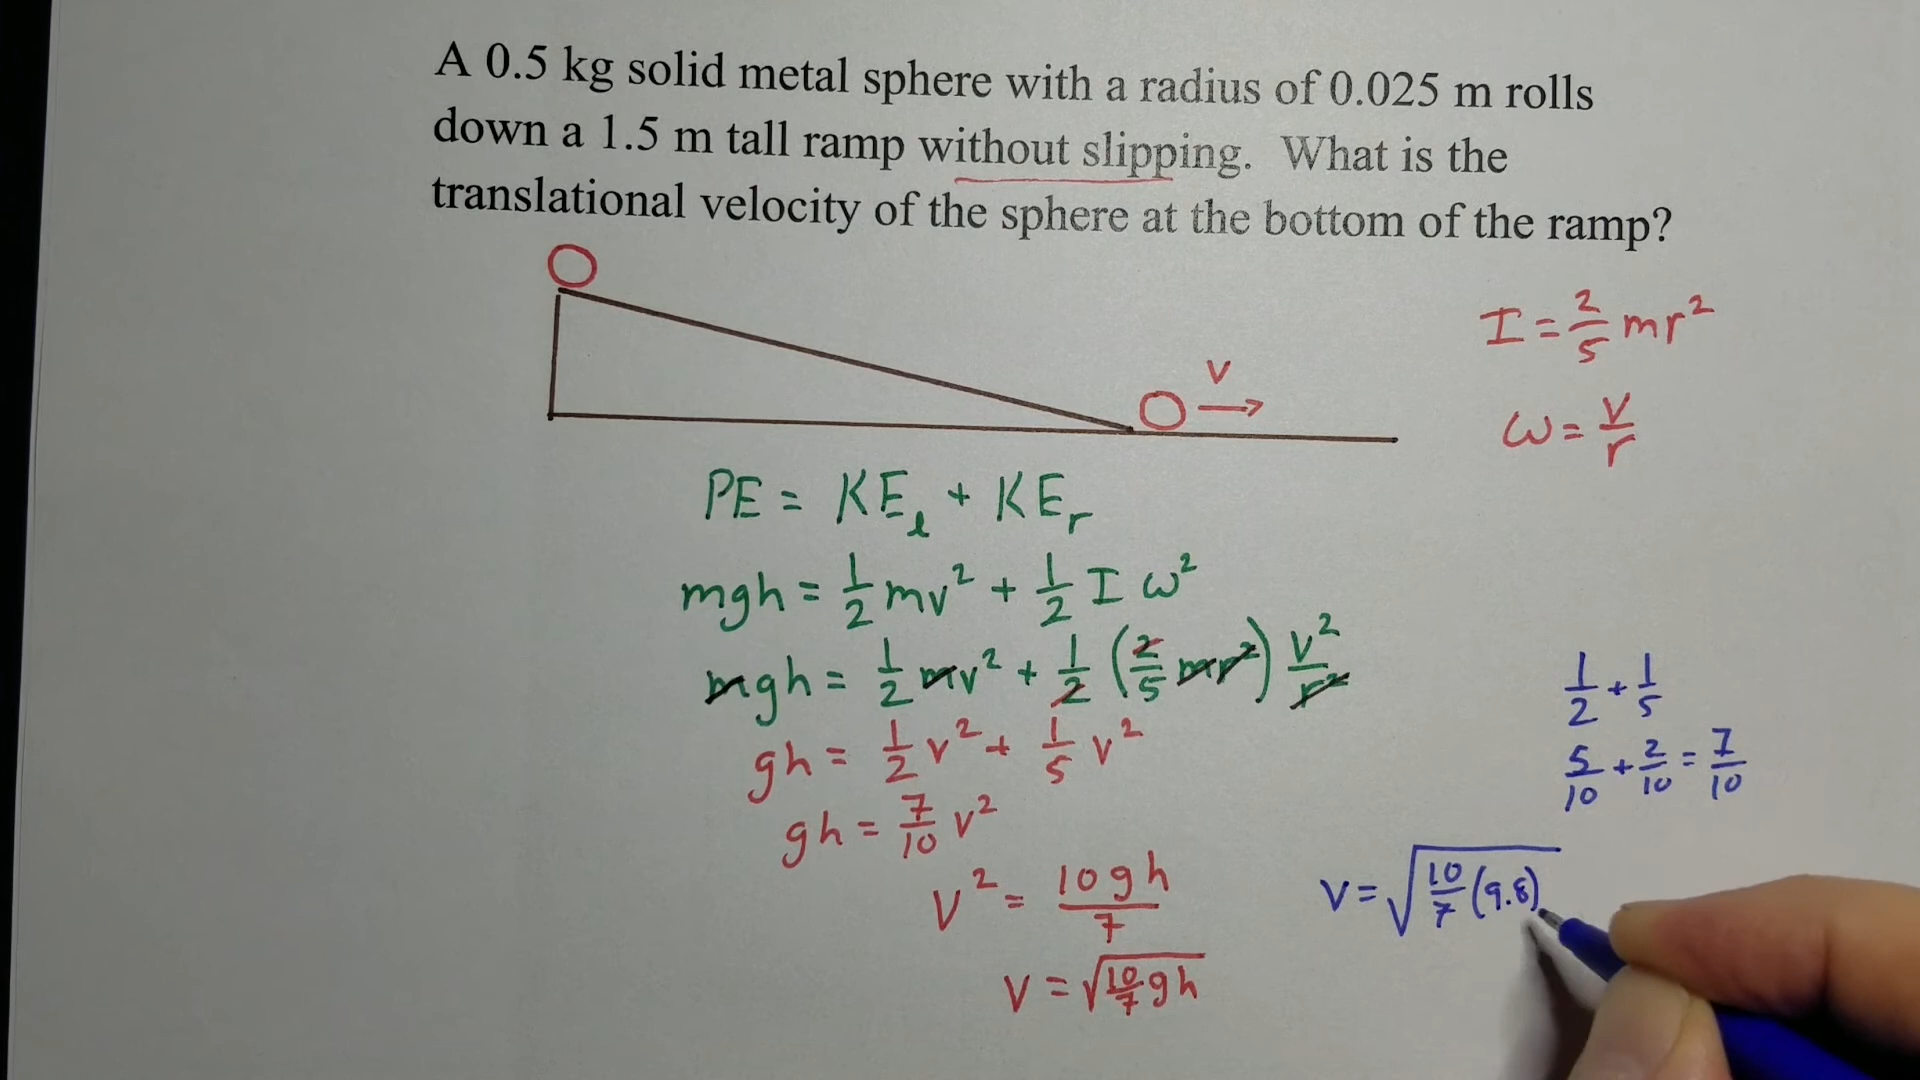 A 0.5 kg solid metal sphere with a radius of 0.025 m rolls
down a 1.5 m tall ramp without slipping. What is the
translational velocity of the sphere at the bottom of the ramp?
I = 2/5 mr²
V
ω = v/r
PE = KE_l + KE_r
mgh = 1/2 mv² + 1/2 I ω²
mgh = 1/2 mv² + 1/2 (2/5 mr²) v²/r²
1/2 + 1/5
gh = 1/2 v² + 1/5 v²
5/10 + 2/10 = 7/10
gh = 7/10 v²
V² = 10gh/7
V = √(10/7 (9.8)
V = √(10/7 gh)